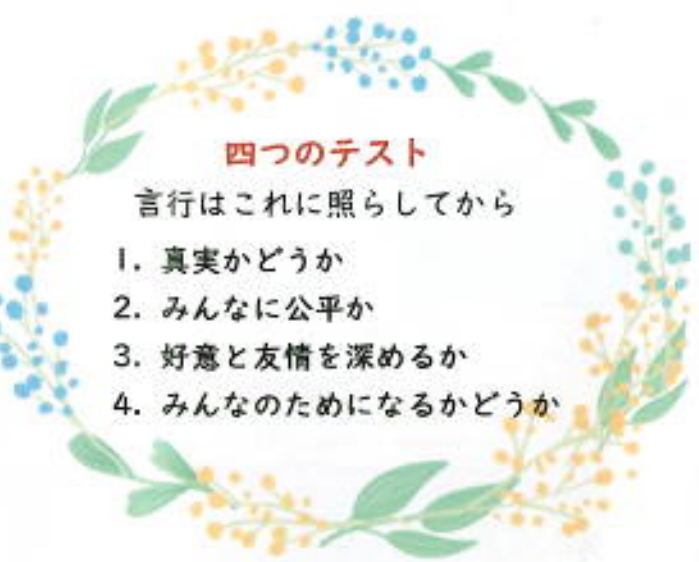 四つのテスト
言行はこれに照らしてから
1. 真実かどうか
2. みんなに公平か
3. 好意と友情を深めるか
4. みんなのためになるかどうか